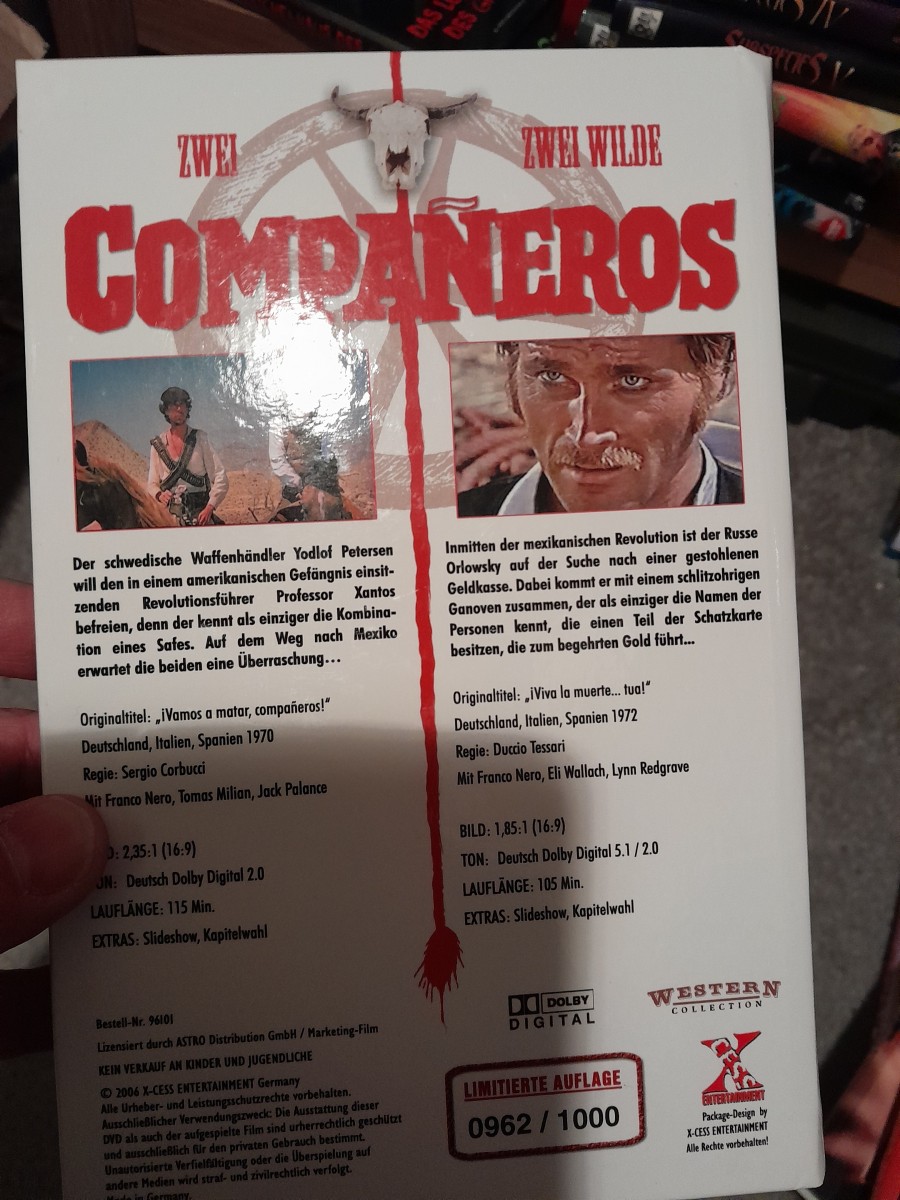 DAS
DES
SUBSPECIES V
ZWEI
ZWEI WILDE
COMPAÑEROS
Der schwedische Waffenhändler Yodlof Petersen
will den in einem amerikanischen Gefängnis einsit-
zenden Revolutionsführer Professor Xantos
befreien, denn der kennt als einziger die Kombina-
tion eines Safes. Auf dem Weg nach Mexiko
erwartet die beiden eine Überraschung...
Originaltitel: „¡Vamos a matar, compañeros!“
Deutschland, Italien, Spanien 1970
Regie: Sergio Corbucci
Mit Franco Nero, Tomas Milian, Jack Palance
: 2,35:1 (16:9)
Deutsch Dolby Digital 2.0
LAUFLÄNGE: 115 Min.
EXTRAS: Slideshow, Kapitelwahl
Inmitten der mexikanischen Revolution ist der Russe
Orlowsky auf der Suche nach einer gestohlenen
Geldkasse. Dabei kommt er mit einem schlitzohrigen
Ganoven zusammen, der als einziger die Namen der
Personen kennt, die einen Teil der Schatzkarte
besitzen, die zum begehrten Gold führt...
Originaltitel: „¡Viva la muerte... tua!“
Deutschland, Italien, Spanien 1972
Regie: Duccio Tessari
Mit Franco Nero, Eli Wallach, Lynn Redgrave
BILD: 1,85:1 (16:9)
TON: Deutsch Dolby Digital 5.1 / 2.0
LAUFLÄNGE: 105 Min.
EXTRAS: Slideshow, Kapitelwahl
Bestell-Nr. 96101
Lizensiert durch ASTRO Distribution GmbH / Marketing-Film
KEIN VERKAUF AN KINDER UND JUGENDLICHE
© 2006 X-CESS ENTERTAINMENT Germany
Alle Urheber- und Leistungsschutzrechte vorbehalten.
Ausschließlicher Verwendungszweck: Die Ausstattung dieser
DVD als auch der aufgespielte Film sind urherrechtlich geschützt
und ausschließlich für den privaten Gebrauch bestimmt.
Unautorisierte Verfielfältigung oder die Überspielung auf
andere Medien wird straf- und zivilrechtlich verfolgt.
Made in Germany.
DOLBY
DIGITAL
WESTERN
COLLECTION
LIMITIERTE AUFLAGE
0962 / 1000
X-CESS
ENTERTAINMENT
Package-Design by
X-CESS ENTERTAINMENT
Alle Rechte vorbehalten!